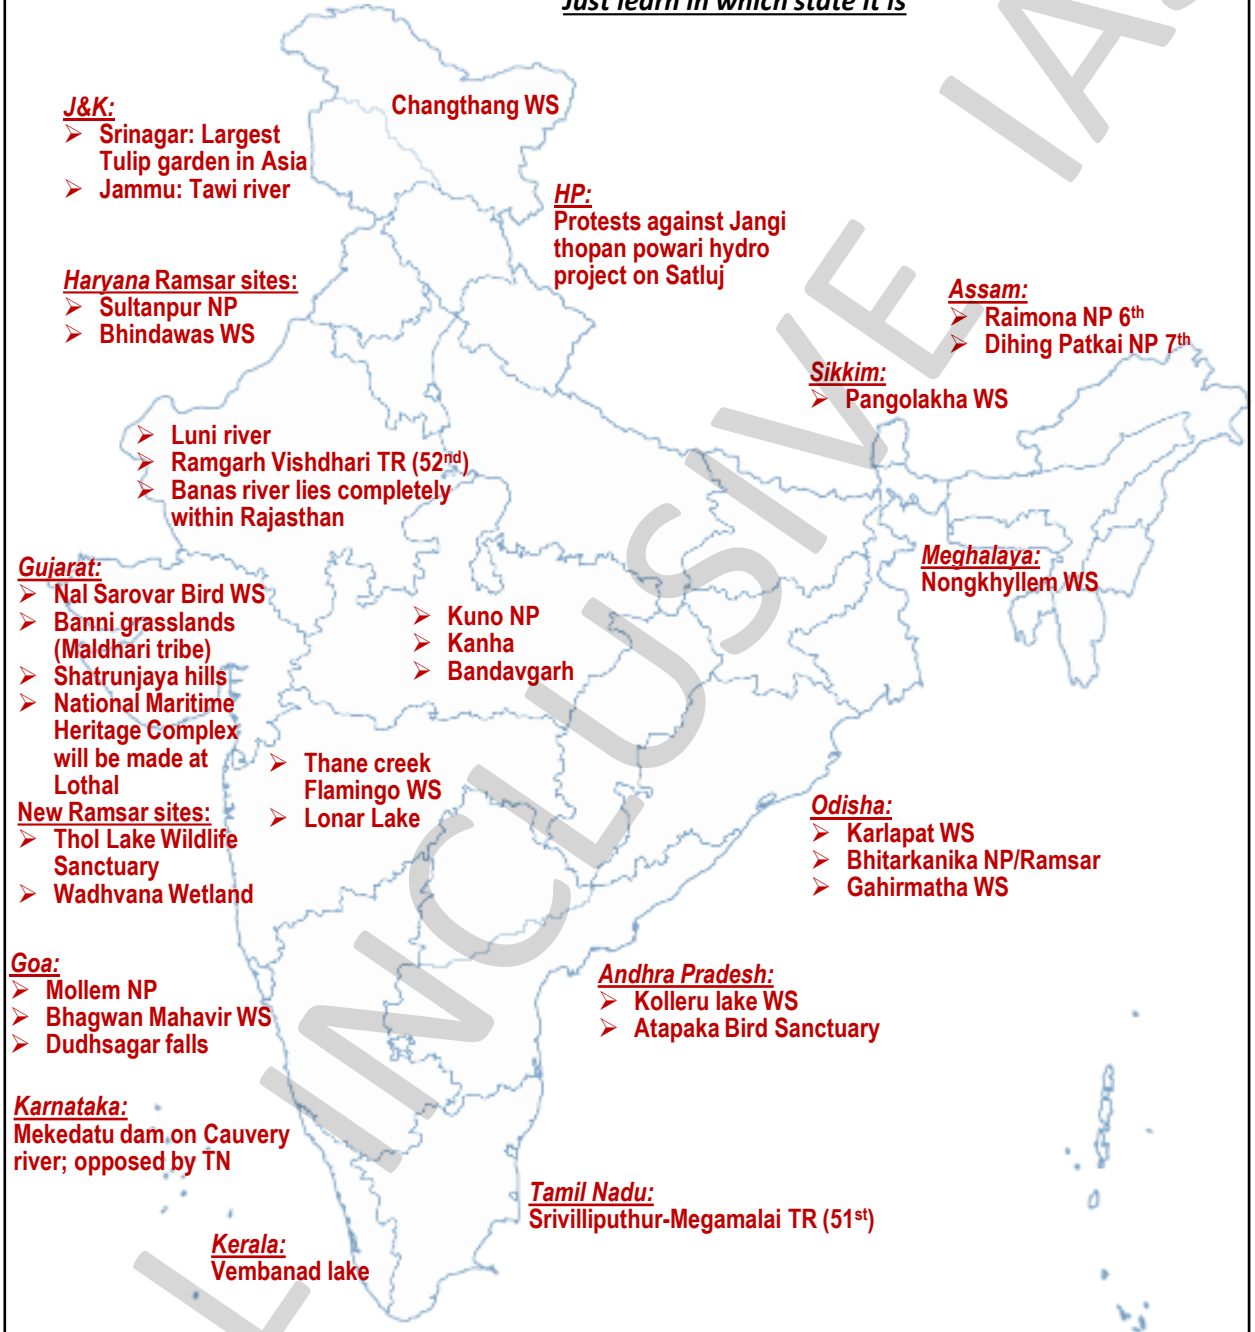 Just learn in which state it is
Changthang WS
J&K:
➢ Srinagar: Largest
Tulip garden in Asia
➢ Jammu: Tawi river
HP:
Protests against Jangi
thopan powari hydro
project on Satluj
Haryana Ramsar sites:
➢ Sultanpur NP
➢ Bhindawas WS
Assam:
➢ Raimona NP 6th
➢ Dihing Patkai NP 7th
Sikkim:
➢ Pangolakha WS
➢ Luni river
➢ Ramgarh Vishdhari TR (52nd)
➢ Banas river lies completely
within Rajasthan
Meghalaya:
Nongkhyllem WS
Gujarat:
➢ Nal Sarovar Bird WS
➢ Banni grasslands
(Maldhari tribe)
➢ Shatrunjaya hills
➢ National Maritime
Heritage Complex
will be made at
Lothal
New Ramsar sites:
➢ Thol Lake Wildlife
Sanctuary
➢ Wadhvana Wetland
➢ Kuno NP
➢ Kanha
➢ Bandavgarh
➢ Thane creek
Flamingo WS
➢ Lonar Lake
Odisha:
➢ Karlapat WS
➢ Bhitarkanika NP/Ramsar
➢ Gahirmatha WS
Goa:
➢ Mollem NP
➢ Bhagwan Mahavir WS
➢ Dudhsagar falls
Andhra Pradesh:
➢ Kolleru lake WS
➢ Atapaka Bird Sanctuary
Karnataka:
Mekedatu dam on Cauvery
river; opposed by TN
Tamil Nadu:
Srivilliputhur-Megamalai TR (51st)
Kerala:
Vembanad lake
L INCLUSIVE IAS